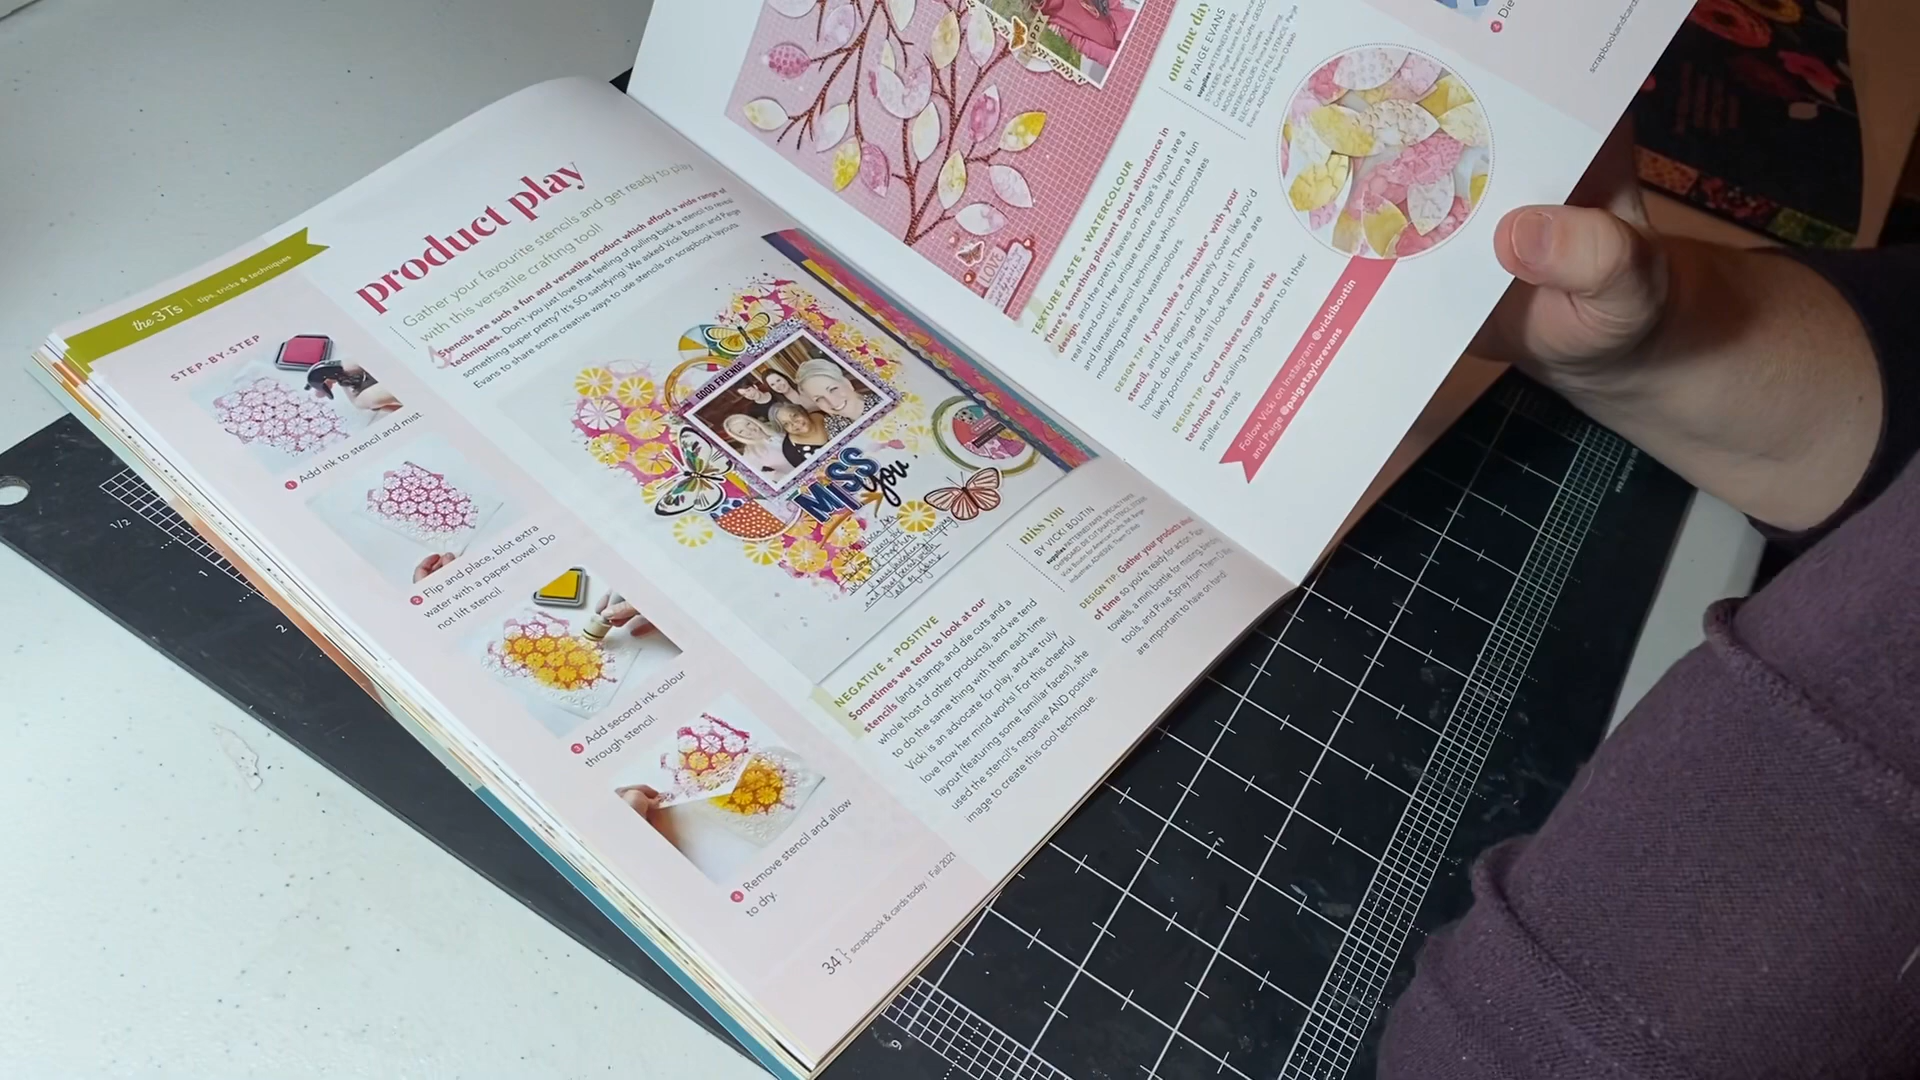 the 3Ts | tips, tricks & techniques
product play
Gather your favourite stencils and get ready to play
with this versatile crafting tool!
Stencils are such a fun and versatile product which afford a wide range of
techniques. Don't you just love that feeling of pulling back a stencil to reveal
something super pretty? It's SO satisfying! We asked Vicki Boutin and Paige
Evans to share some creative ways to use stencils on scrapbook layouts.
STEP-BY-STEP
1 Add ink to stencil and mist.
2 Flip and place, blot extra
water with a paper towel. Do
not lift stencil.
3 Add second ink colour
through stencil.
4 Remove stencil and allow
to dry.
GOOD FRIENDS
MISS
you
NEGATIVE + POSITIVE
Sometimes we tend to look at our
stencils (and stamps and die cuts and a
whole host of other products), and we tend
to do the same thing with them each time.
Vicki is an advocate for play, and we truly
love how her mind works! For this cheerful
layout (featuring some familiar faces!), she
used the stencil's negative AND positive
image to create this cool technique.
miss you
BY VICKI BOUTIN
DESIGN TIP: Gather your products ahead
of time so you're ready for action. Paper
towels, a mini bottle for misting, blending
tools, and Pixie Spray from Therm O Web
are important to have on hand!
34 scrapbook & cards today | Fall 2021
one fine day
BY PAIGE EVANS
LOVE
TEXTURE PASTE + WATERCOLOUR
There's something pleasant about abundance in
design, and the pretty leaves on Paige's layout are a
real stand out! Her unique texture comes from a fun
and fantastic stencil technique which incorporates
modeling paste and watercolours.
DESIGN TIP: If you make a "mistake" with your
stencil, and it doesn't completely cover like you'd
hoped, do like Paige did, and cut it! There are
likely portions that still look awesome!
DESIGN TIP: Card makers can use this
technique by scaling things down to fit their
smaller canvas
Follow Vicki on Instagram @vickiboutin
and Paige @paigetaylorevans
4 Die
1/2
1
2
9